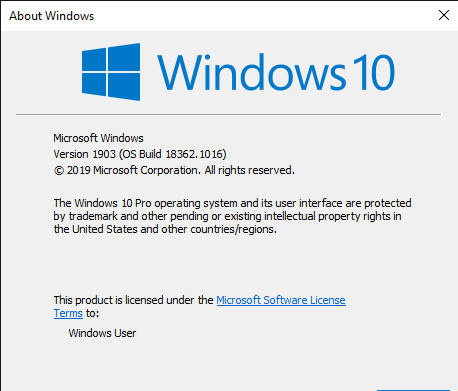 About Windows
Windows 10
Microsoft Windows
Version 1903 (OS Build 18362.1016)
© 2019 Microsoft Corporation. All rights reserved.
The Windows 10 Pro operating system and its user interface are protected
by trademark and other pending or existing intellectual property rights in
the United States and other countries/regions.
This product is licensed under the Microsoft Software License
Terms to:
Windows User